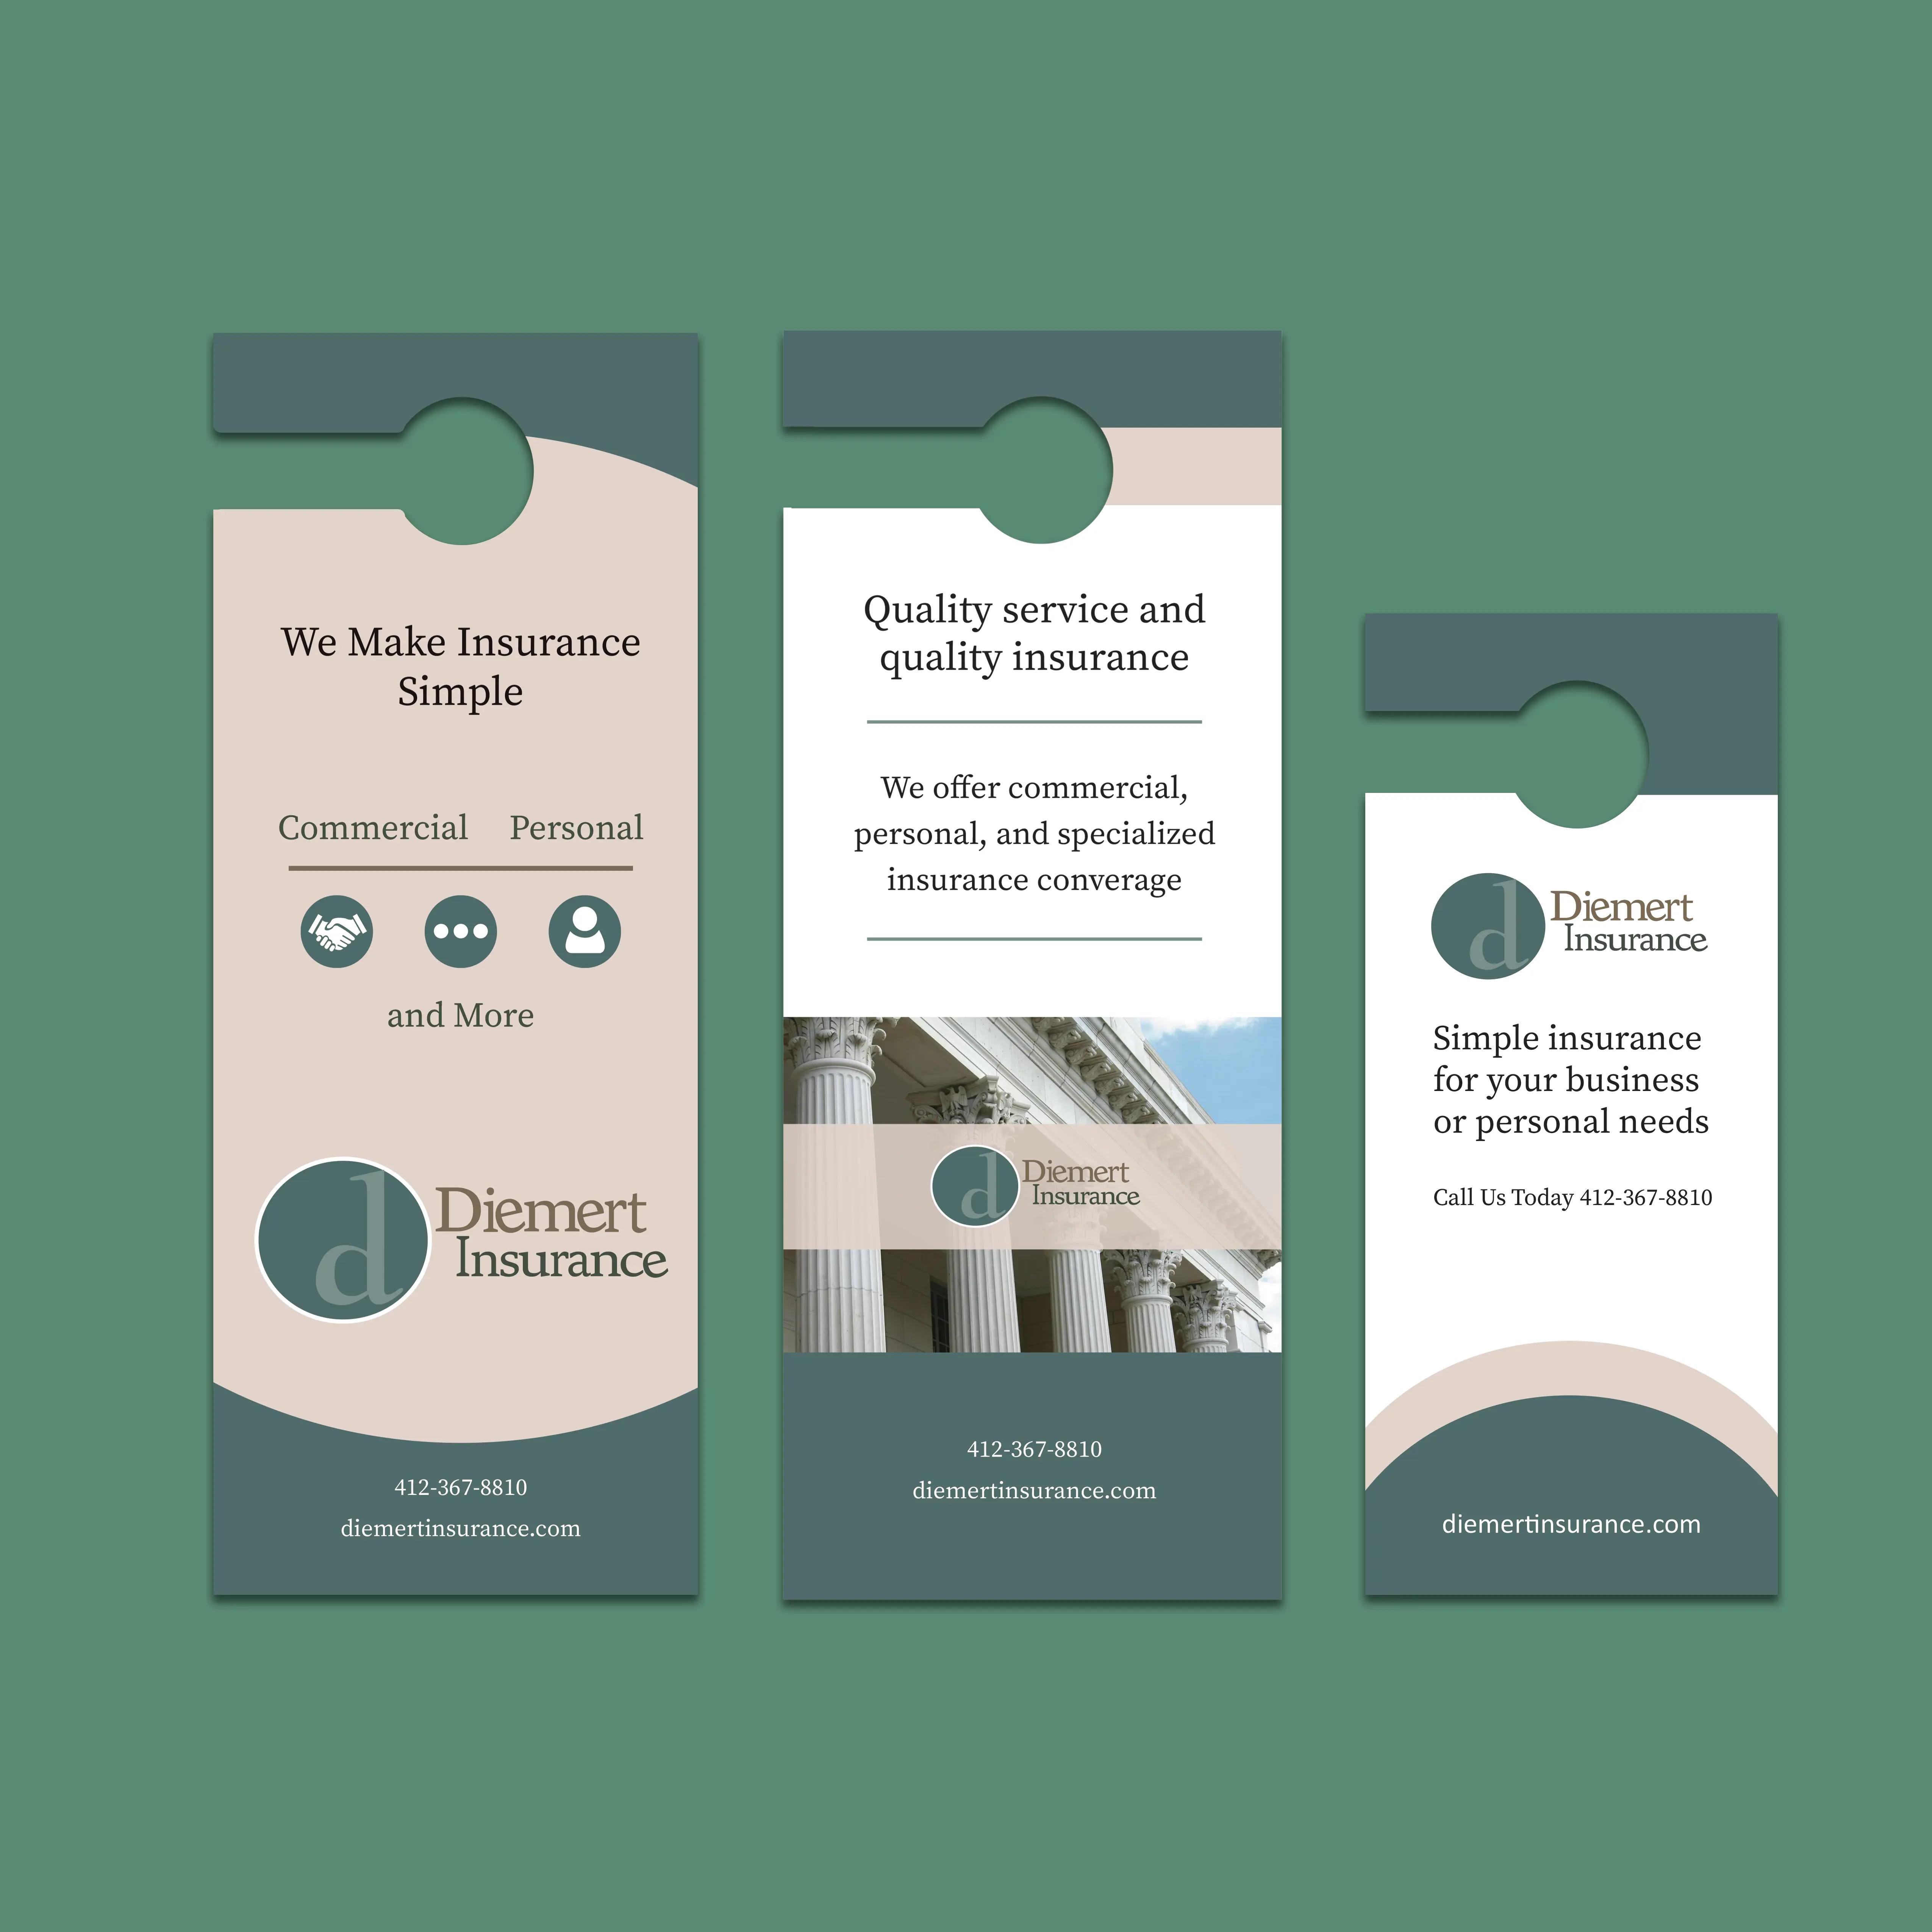 We Make Insurance
Simple
Commercial Personal
and More
d
Diemert
Insurance
412-367-8810
diemertinsurance.com
Quality service and
quality insurance
We offer commercial,
personal, and specialized
insurance converage
d
Diemert
Insurance
412-367-8810
diemertinsurance.com
d
Diemert
Insurance
Simple insurance
for your business
or personal needs
Call Us Today 412-367-8810
diemertinsurance.com